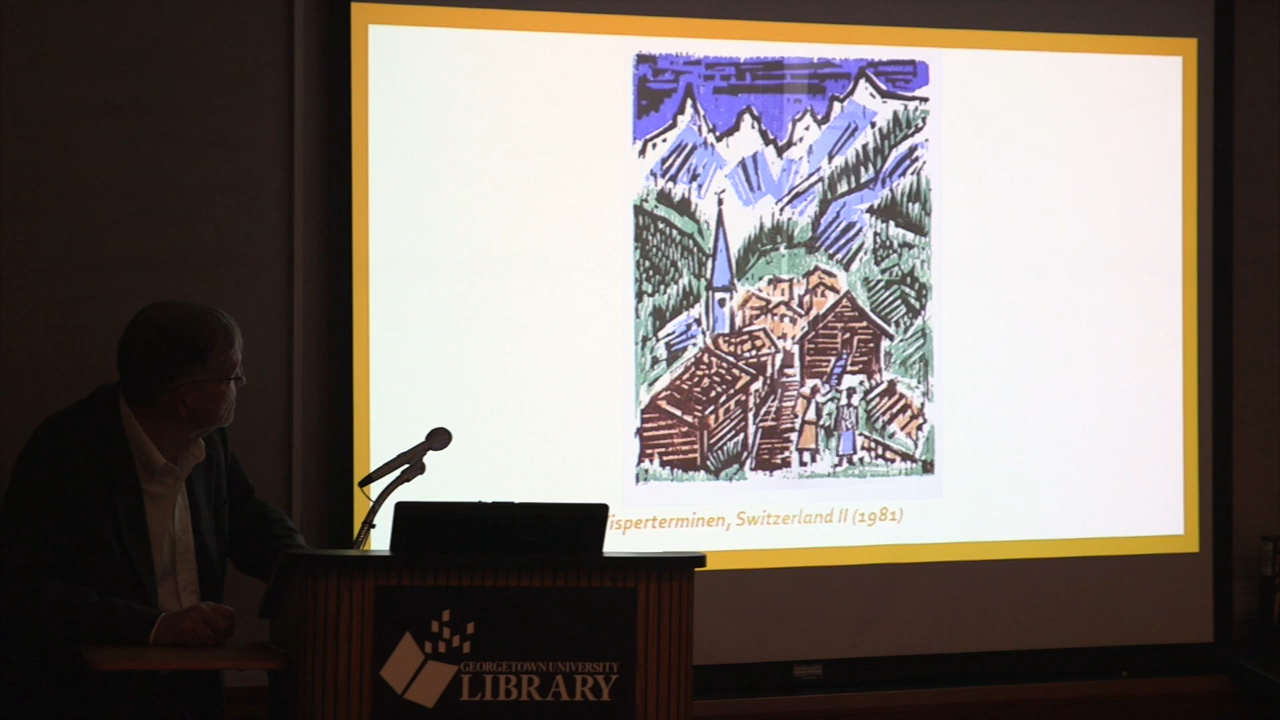 isperterminen, Switzerland II (1981)
GEORGETOWN UNIVERSITY
LIBRARY